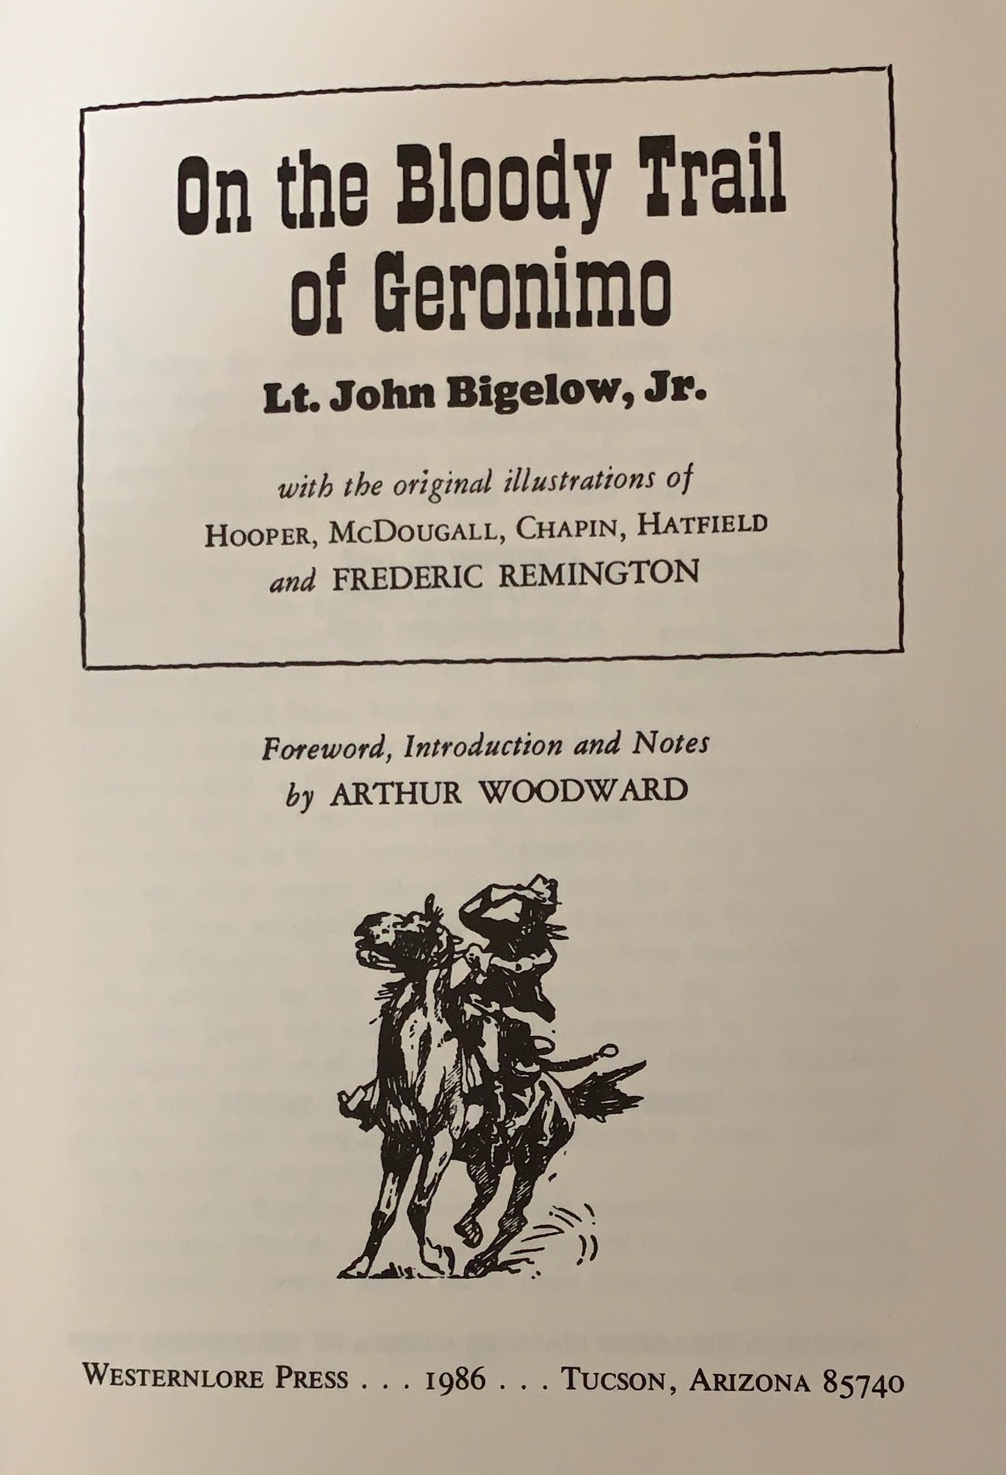 On the Bloody Trail
of Geronimo
Lt. John Bigelow, Jr.
with the original illustrations of
HOOPER, MCDOUGALL, CHAPIN, HATFIELD
and FREDERIC REMINGTON
Foreword, Introduction and Notes
by ARTHUR WOODWARD
WESTERNLORE PRESS . . . 1986 . . . TUCSON, ARIZONA 85740